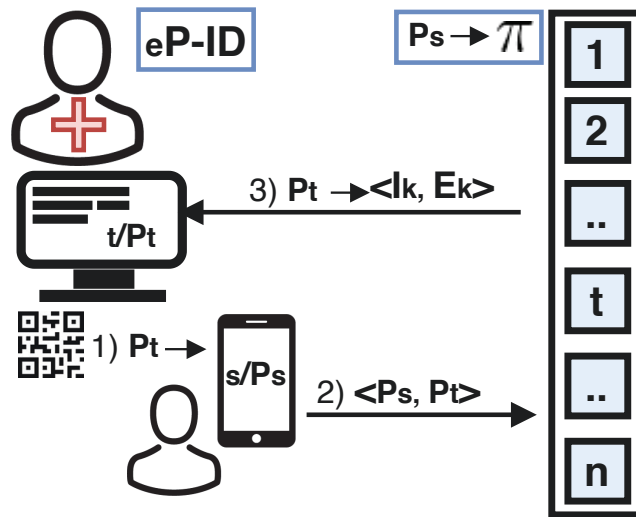 eP-ID
Ps → π
1
2
3) Pt → <Ik, Ek>
..
t/Pt
t
1) Pt →
s/Ps
2) <Ps, Pt>
..
n